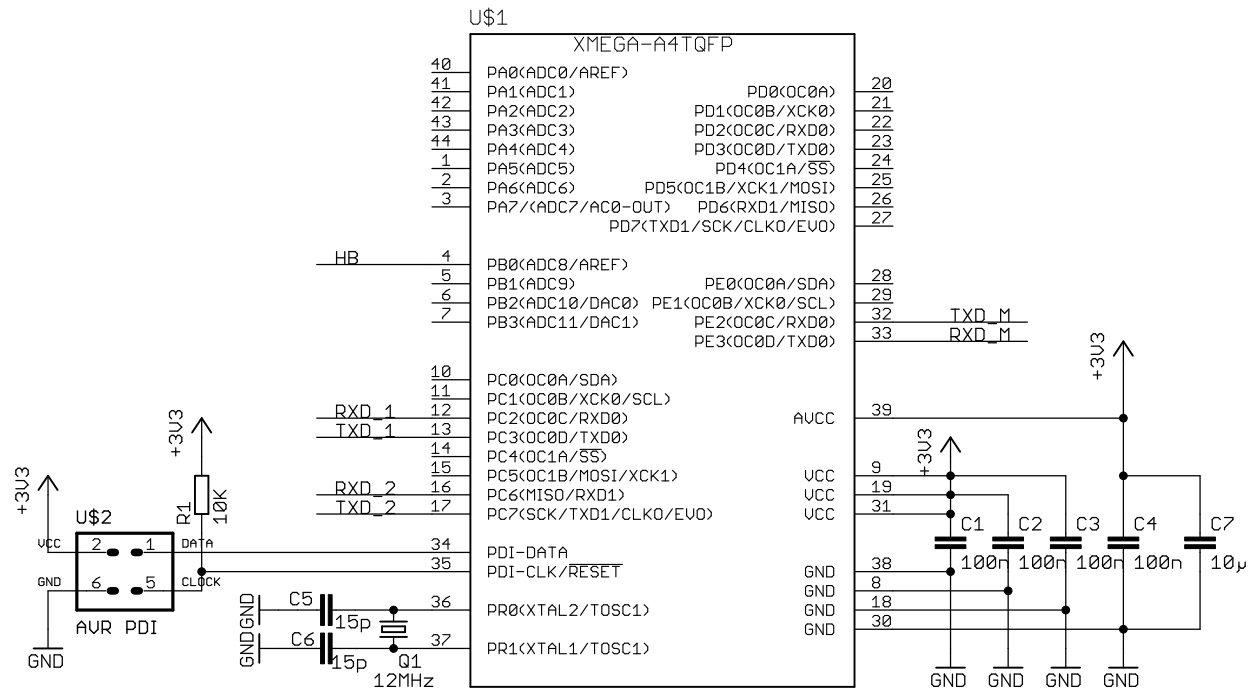 U$1
XMEGA-A4TQFP
40 PA0(ADC0/AREF)
41 PA1(ADC1)
42 PA2(ADC2)
43 PA3(ADC3)
44 PA4(ADC4)
1 PA5(ADC5)
2 PA6(ADC6)
3 PA7/(ADC7/AC0-OUT)
PD0(OC0A) 20
PD1(OC0B/XCK0) 21
PD2(OC0C/RXD0) 22
PD3(OC0D/TXD0) 23
PD4(OC1A/SS) 24
PD5(OC1B/XCK1/MOSI) 25
PD6(RXD1/MISO) 26
PD7(TXD1/SCK/CLKO/EVO) 27
HB 4 PB0(ADC8/AREF)
5 PB1(ADC9)
6 PB2(ADC10/DAC0)
7 PB3(ADC11/DAC1)
PE0(OC0A/SDA) 28
PE1(OC0B/XCK0/SCL) 29
PE2(OC0C/RXD0) 32 TXD_M
PE3(OC0D/TXD0) 33 RXD_M
10 PC0(OC0A/SDA)
11 PC1(OC0B/XCK0/SCL)
RXD_1 12 PC2(OC0C/RXD0)
TXD_1 13 PC3(OC0D/TXD0)
14 PC4(OC1A/SS)
15 PC5(OC1B/MOSI/XCK1)
RXD_2 16 PC6(MISO/RXD1)
TXD_2 17 PC7(SCK/TXD1/CLKO/EVO)
34 PDI-DATA
35 PDI-CLK/RESET
36 PR0(XTAL2/TOSC1)
37 PR1(XTAL1/TOSC1)
AVCC 39
VCC 9
VCC 19
VCC 31
GND 38
GND 8
GND 18
GND 30
+3V3
+3V3
+3V3
+3V3
R1
10K
U$2
VCC 2 1 DATA
GND 6 5 CLOCK
AVR PDI
GND
GND C5 15p
GND C6 15p
Q1
12MHz
C1 100n
C2 100n
C3 100n
C4 100n
C7 10µ
GND
GND
GND
GND